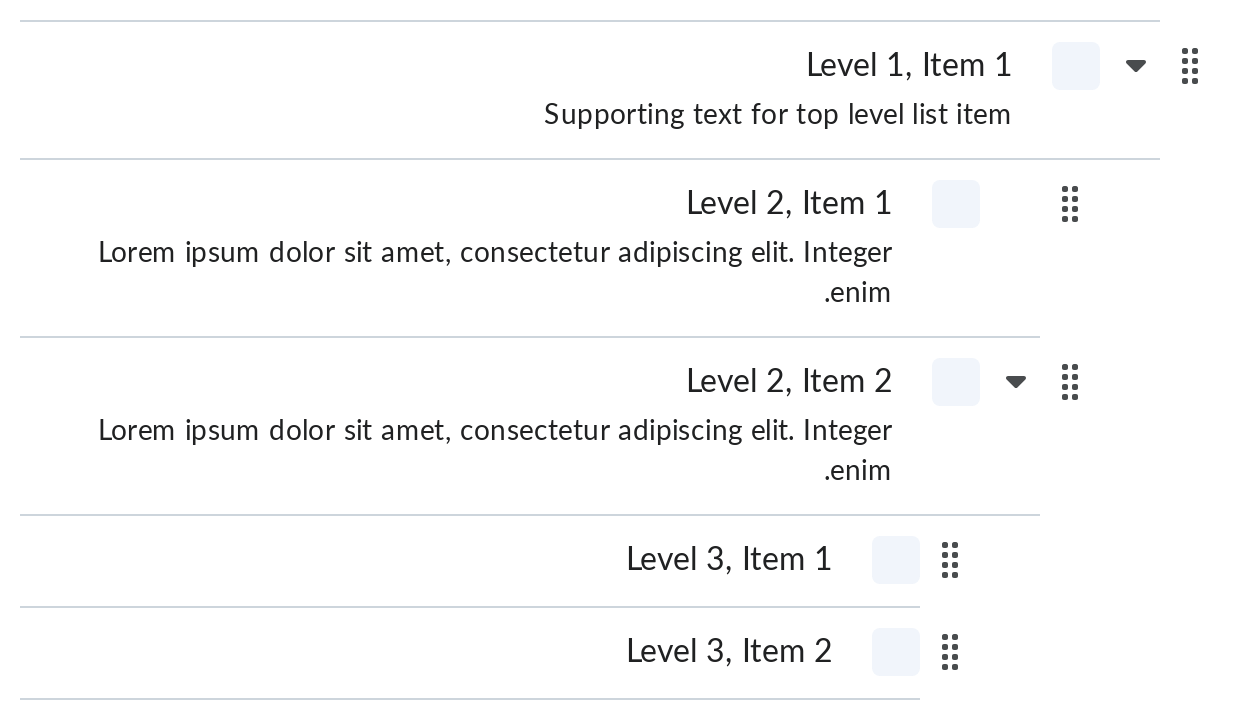 Level 1, Item 1
Supporting text for top level list item
Level 2, Item 1
Lorem ipsum dolor sit amet, consectetur adipiscing elit. Integer
.enim
Level 2, Item 2
Lorem ipsum dolor sit amet, consectetur adipiscing elit. Integer
.enim
Level 3, Item 1
Level 3, Item 2